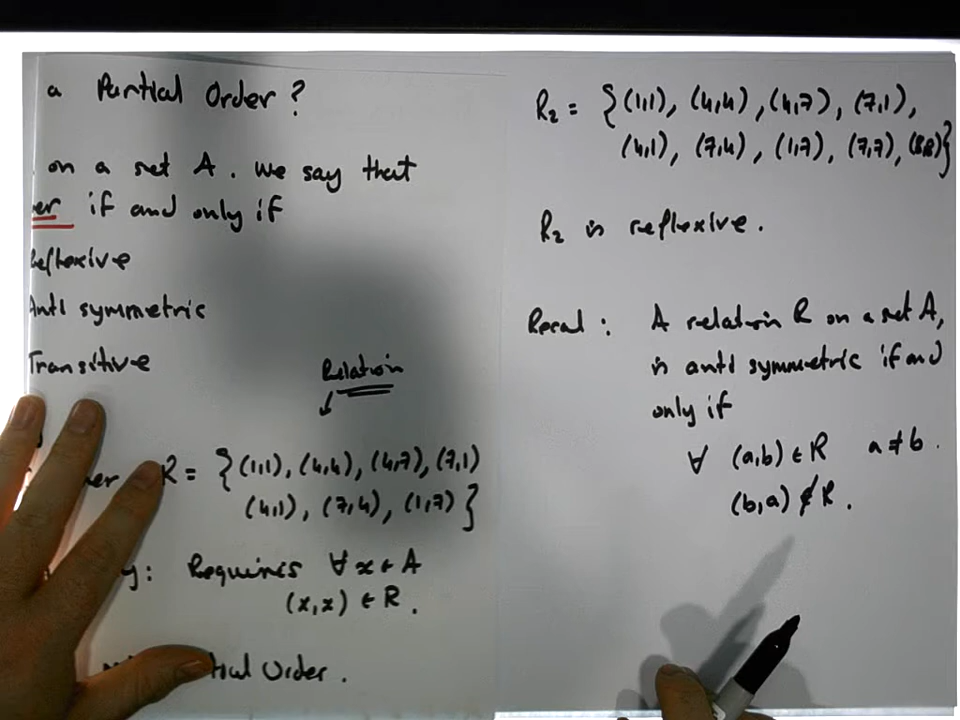 a Partial Order ?
on a set A. We say that
er if and only if
Reflexive
Anti symmetric
Transitive
Relation
R = {(1,1), (4,4), (4,7), (7,1)
(4,1), (7,4), (1,7)}
y: Requires ∀ x ∈ A
(x,x) ∈ R.
tial Order.
R₂ = {(1,1), (4,4), (4,7), (7,1),
(4,1), (7,4), (1,7), (7,7), (8,8)}
R₂ is reflexive.
Recal : A relation R on a set A,
is anti symmetric if and
only if
∀ (a,b) ∈ R a ≠ b.
(b,a) ∉ R.